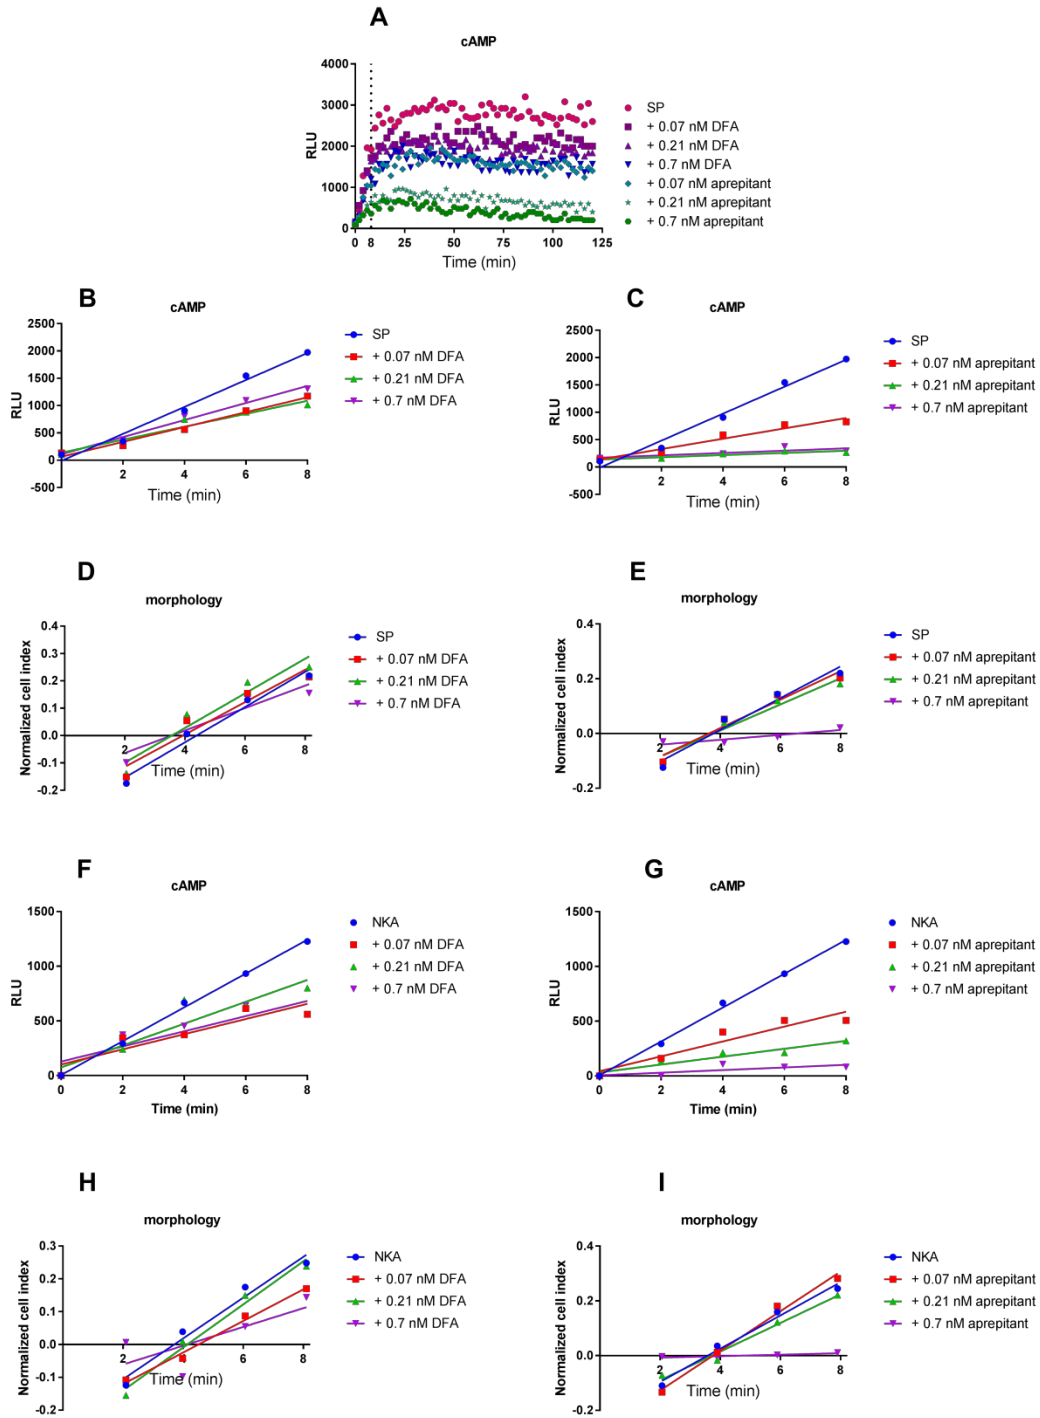 A
cAMP
4000
3000
2000
1000
0
RLU
0 8 25 50 75 100 125
Time (min)
SP
+ 0.07 nM DFA
+ 0.21 nM DFA
+ 0.7 nM DFA
+ 0.07 nM aprepitant
+ 0.21 nM aprepitant
+ 0.7 nM aprepitant
B
cAMP
2500
2000
1500
1000
500
0
-500
RLU
2 4 6 8
Time (min)
SP
+ 0.07 nM DFA
+ 0.21 nM DFA
+ 0.7 nM DFA
C
cAMP
2500
2000
1500
1000
500
0
-500
RLU
2 4 6 8
Time (min)
SP
+ 0.07 nM aprepitant
+ 0.21 nM aprepitant
+ 0.7 nM aprepitant
D
morphology
0.4
0.3
0.2
0.1
0.0
-0.1
-0.2
Normalized cell index
2 4 6 8
Time (min)
SP
+ 0.07 nM DFA
+ 0.21 nM DFA
+ 0.7 nM DFA
E
morphology
0.4
0.2
0.0
-0.2
Normalized cell index
2 4 6 8
Time (min)
SP
+ 0.07 nM aprepitant
+ 0.21 nM aprepitant
+ 0.7 nM aprepitant
F
cAMP
1500
1000
500
0
RLU
0 2 4 6 8
Time (min)
NKA
+ 0.07 nM DFA
+ 0.21 nM DFA
+ 0.7 nM DFA
G
cAMP
1500
1000
500
0
RLU
0 2 4 6 8
Time (min)
NKA
+ 0.07 nM aprepitant
+ 0.21 nM aprepitant
+ 0.7 nM aprepitant
H
morphology
0.3
0.2
0.1
0.0
-0.1
-0.2
Normalized cell index
2 4 6 8
Time (min)
NKA
+ 0.07 nM DFA
+ 0.21 nM DFA
+ 0.7 nM DFA
I
morphology
0.4
0.2
0.0
-0.2
Normalized cell index
2 4 6 8
Time (min)
NKA
+ 0.07 nM aprepitant
+ 0.21 nM aprepitant
+ 0.7 nM aprepitant